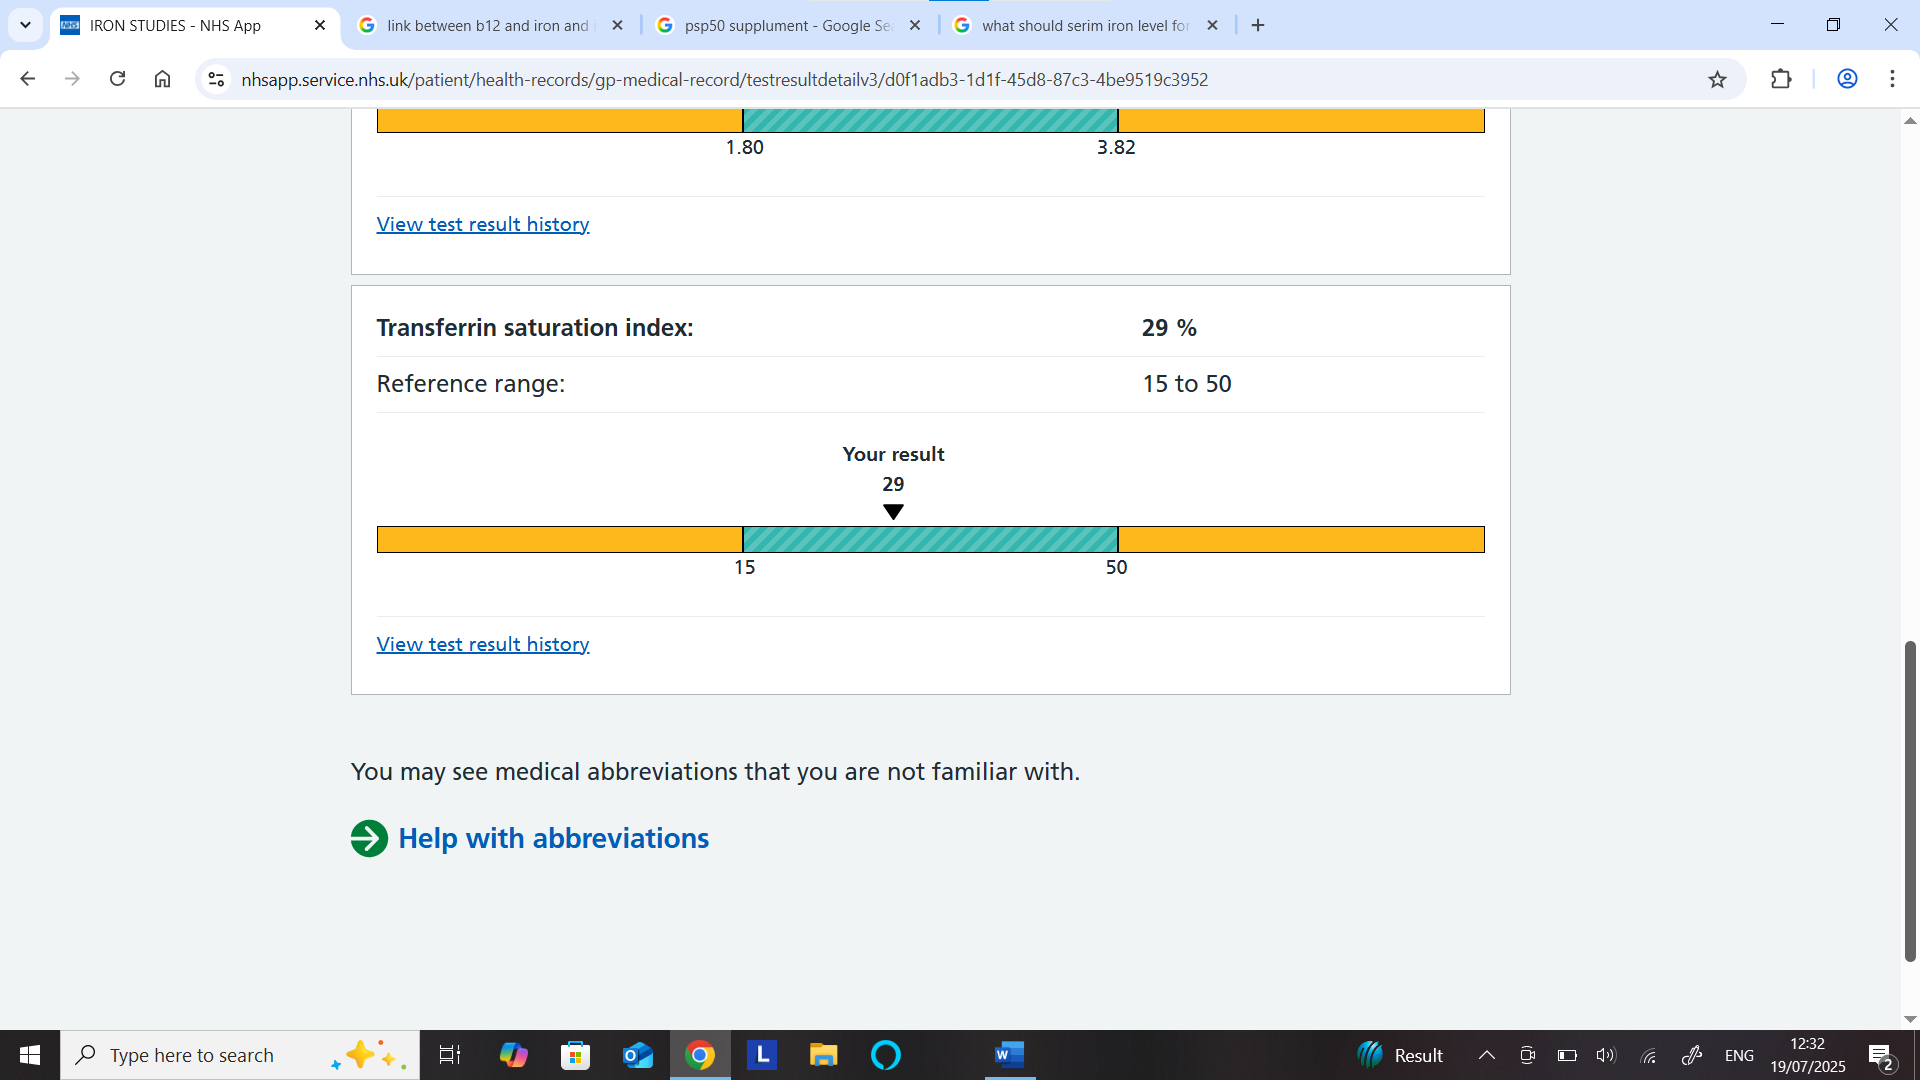 IRON STUDIES - NHS App
link between b12 and iron and
psp50 supplument - Google Se
what should serim iron level for
nhsapp.service.nhs.uk/patient/health-records/gp-medical-record/testresultdetailv3/d0f1adb3-1d1f-45d8-87c3-4be9519c3952
1.80 3.82
View test result history
Transferrin saturation index: 29 %
Reference range: 15 to 50
Your result
29
15 50
View test result history
You may see medical abbreviations that you are not familiar with.
Help with abbreviations
Type here to search
Result
ENG
12:32
19/07/2025
2